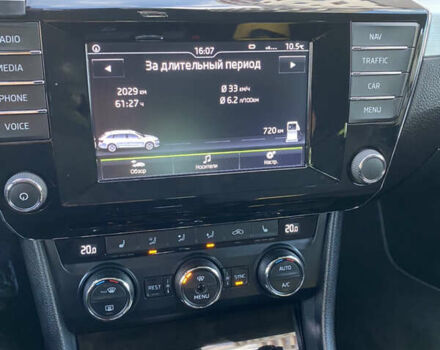 RADIO
MEDIA
PHONE
VOICE
16:07
10.5°C
За длительный период
2029 км
Ø 33 км/ч
61:27 ч
Ø 6.2 л/100км
720 км
Обзор
Носители
Настр.
NAV
TRAFFIC
CAR
MENU
20.0
20.0
REST
MENU
SYNC
AUTO
A/C